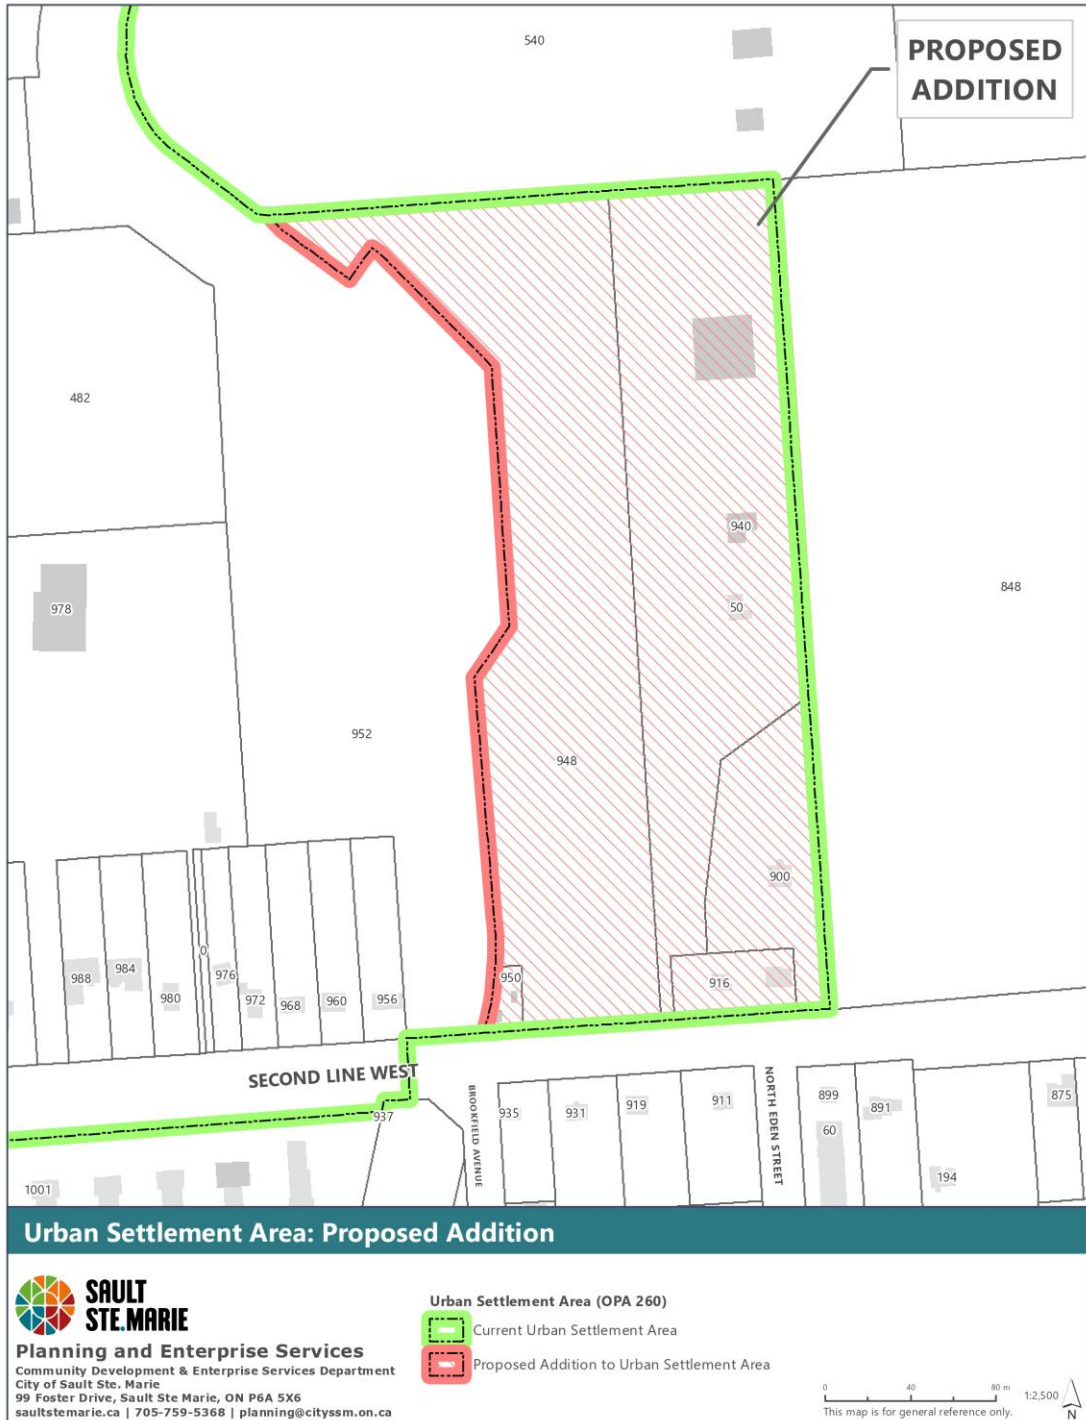 540
PROPOSED
ADDITION
482
940
50
848
978
952
948
900
916
950
988
984
980
0
976
972
968
960
956
SECOND LINE WEST
937
BROOKFIELD AVENUE
935
931
919
911
NORTH EDEN STREET
899
60
891
875
194
1001
Urban Settlement Area: Proposed Addition
SAULT
STE.MARIE
Planning and Enterprise Services
Community Development & Enterprise Services Department
City of Sault Ste. Marie
99 Foster Drive, Sault Ste Marie, ON P6A 5X6
saultstemarie.ca | 705-759-5368 | planning@cityssm.on.ca
Urban Settlement Area (OPA 260)
Current Urban Settlement Area
Proposed Addition to Urban Settlement Area
0 40 80 m
1:2,500
This map is for general reference only.
N